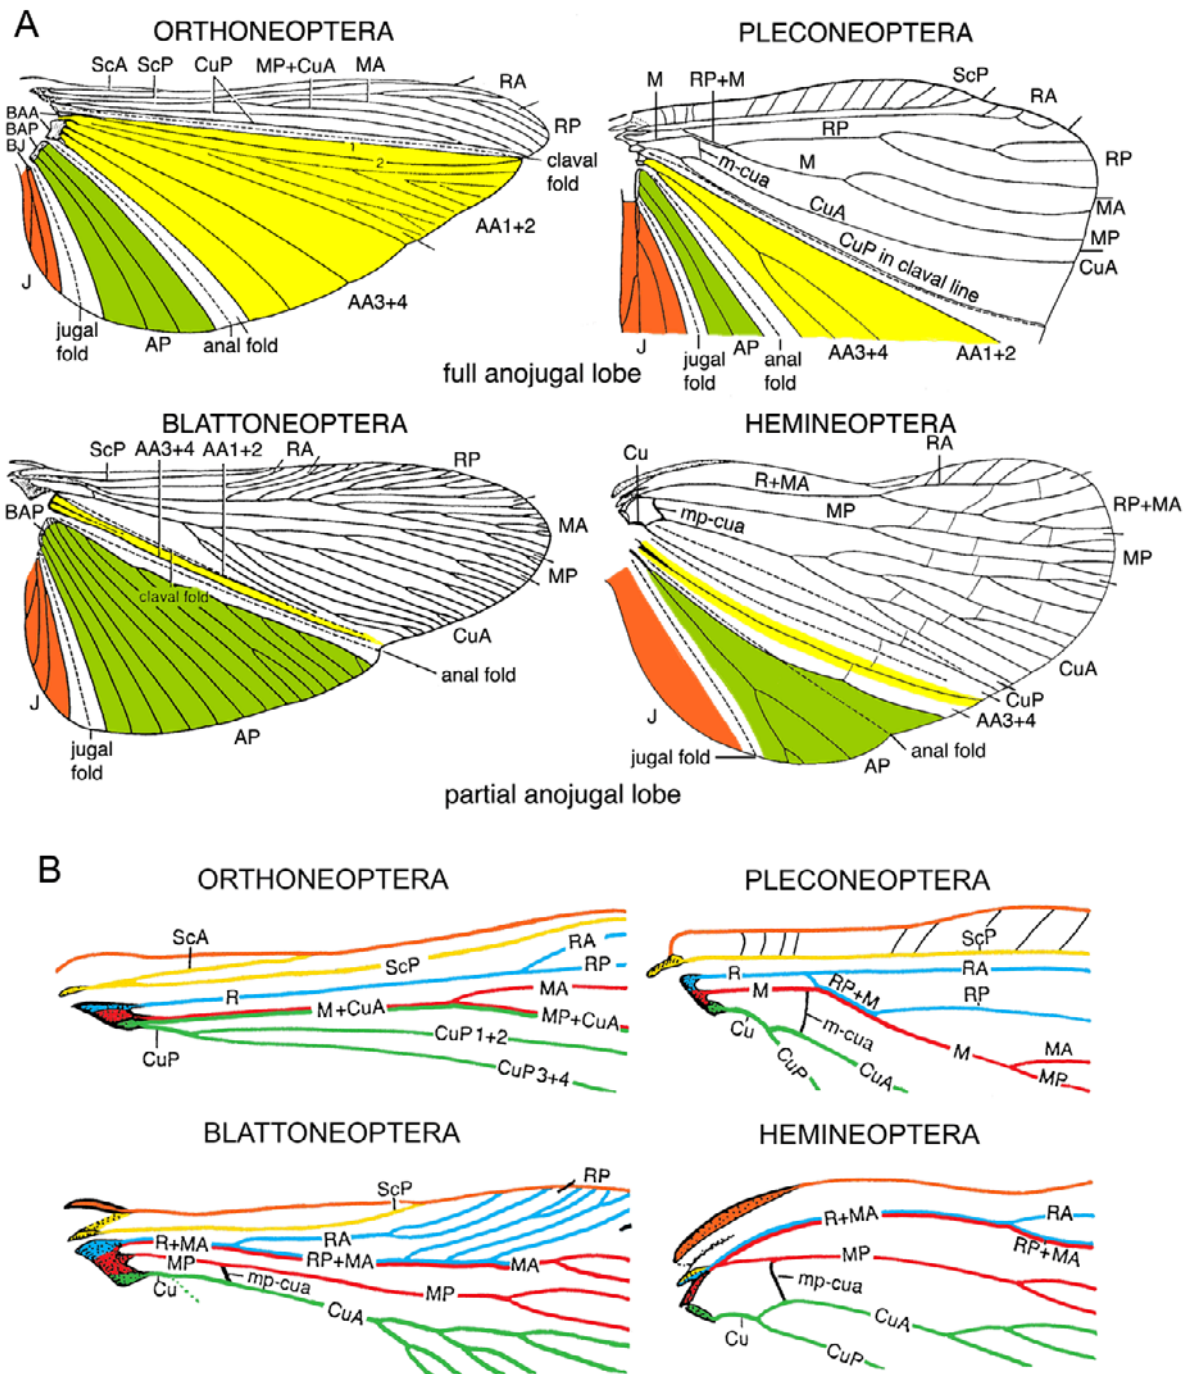 A
ORTHONEOPTERA
ScA ScP CuP MP+CuA MA
RA
BAA
BAP
BJ
RP
1
2
claval
fold
AA1+2
J
AA3+4
jugal
fold
AP
anal fold
PLECONEOPTERA
M RP+M
ScP
RA
RP
RP
m-cua
M
CuA
MA
MP
CuA
CuP in claval line
J
jugal
fold
AP
anal
fold
AA3+4
AA1+2
full anojugal lobe
BLATTONEOPTERA
ScP AA3+4 AA1+2 RA
RP
BAP
MA
MP
claval fold
CuA
anal fold
J
AP
jugal
fold
HEMINEOPTERA
Cu
RA
R+MA
MP
RP+MA
mp-cua
MP
CuA
CuP
AA3+4
J
anal fold
jugal fold
AP
partial anojugal lobe
B
ORTHONEOPTERA
ScA
RA
ScP
RP
R
MA
M+CuA
MP+CuA
CuP 1+2
CuP
CuP 3+4
PLECONEOPTERA
ScP
R
RA
M
RP+M
RP
Cu
m-cua
M
MA
CuP
CuA
MP
BLATTONEOPTERA
RP
ScP
R+MA
RA
MP
RP+MA
MA
Cu
mp-cua
MP
CuA
HEMINEOPTERA
R+MA
RA
MP
RP+MA
mp-cua
Cu
CuA
CuP